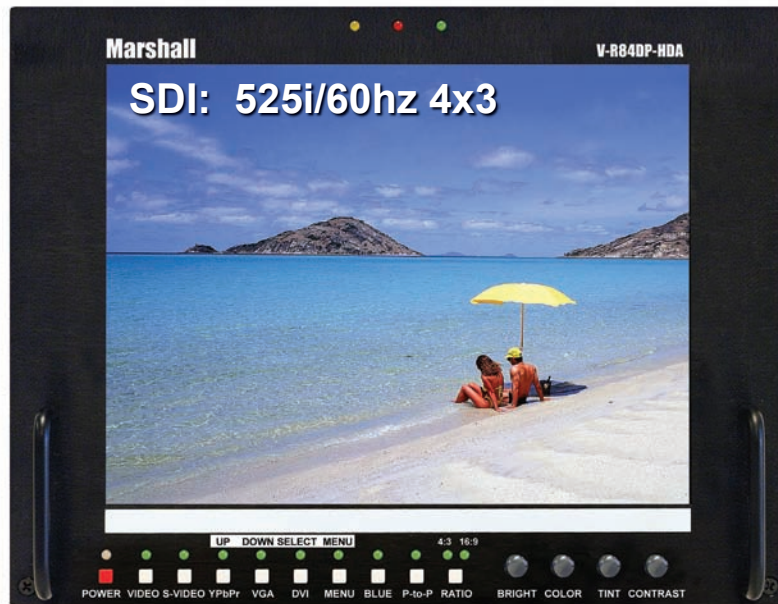 Marshall V-R84DP-HDA
SDI: 525i/60hz 4x3
UP DOWN SELECT MENU 4:3 16:9
POWER VIDEO S-VIDEO YPbPr VGA DVI MENU BLUE P-to-P RATIO BRIGHT COLOR TINT CONTRAST